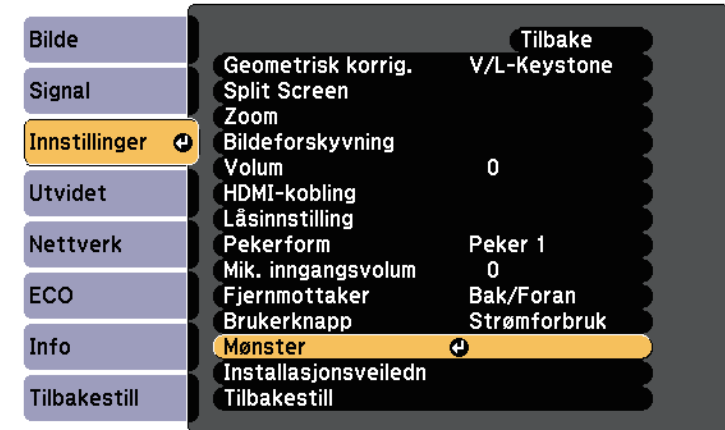 Bilde
Signal
Innstillinger
Utvidet
Nettverk
ECO
Info
Tilbakestill
Tilbake
Geometrisk korrig. V/L-Keystone
Split Screen
Zoom
Bildeforskyvning
Volum 0
HDMI-kobling
Låsinnstilling
Pekerform Peker 1
Mik. inngangsvolum 0
Fjernmottaker Bak/Foran
Brukerknapp Strømforbruk
Mønster
Installasjonsveiledn
Tilbakestill